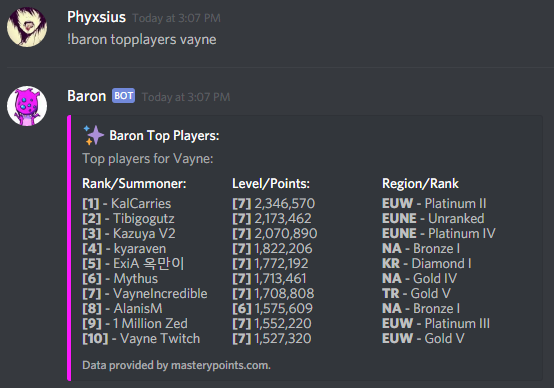 Phyxsius Today at 3:07 PM
!baron topplayers vayne
Baron BOT Today at 3:07 PM
Baron Top Players:
Top players for Vayne:
Rank/Summoner: Level/Points: Region/Rank
[1] - KalCarries [7] 2,346,570 EUW - Platinum II
[2] - Tibigogutz [7] 2,173,462 EUNE - Unranked
[3] - Kazuya V2 [7] 2,070,890 EUNE - Platinum IV
[4] - kyaraven [7] 1,822,206 NA - Bronze I
[5] - ExiA 옥만이 [7] 1,772,192 KR - Diamond I
[6] - Mythus [7] 1,713,461 NA - Gold IV
[7] - VayneIncredible [7] 1,708,808 TR - Gold V
[8] - AlanisM [6] 1,575,609 NA - Bronze I
[9] - 1 Million Zed [7] 1,552,220 EUW - Platinum III
[10] - Vayne Twitch [7] 1,527,320 EUW - Gold V
Data provided by masterypoints.com.